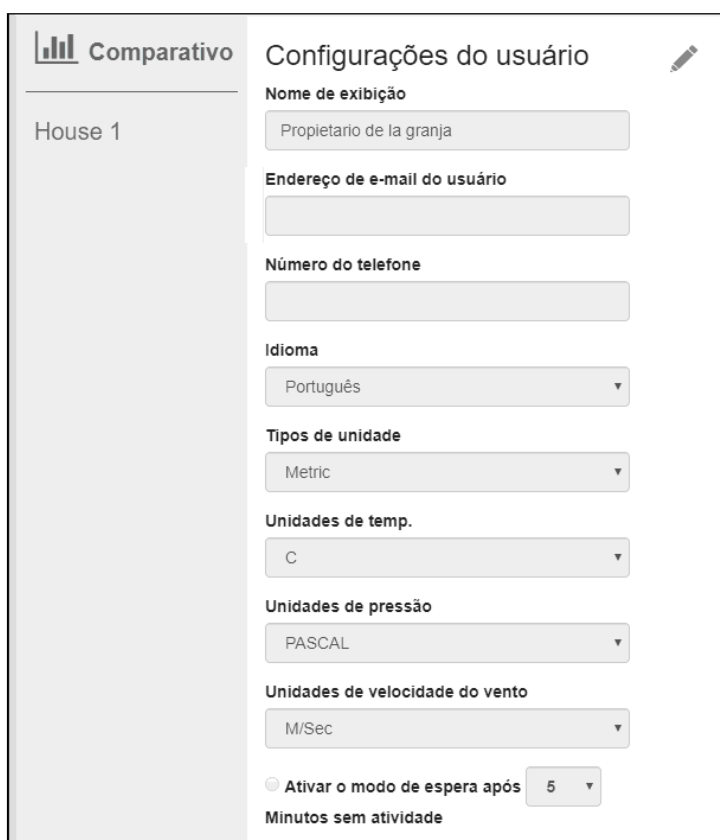 Comparativo
House 1
Configurações do usuário
Nome de exibição
Propietario de la granja
Endereço de e-mail do usuário
Número do telefone
Idioma
Português
Tipos de unidade
Metric
Unidades de temp.
C
Unidades de pressão
PASCAL
Unidades de velocidade do vento
M/Sec
Ativar o modo de espera após 5
Minutos sem atividade